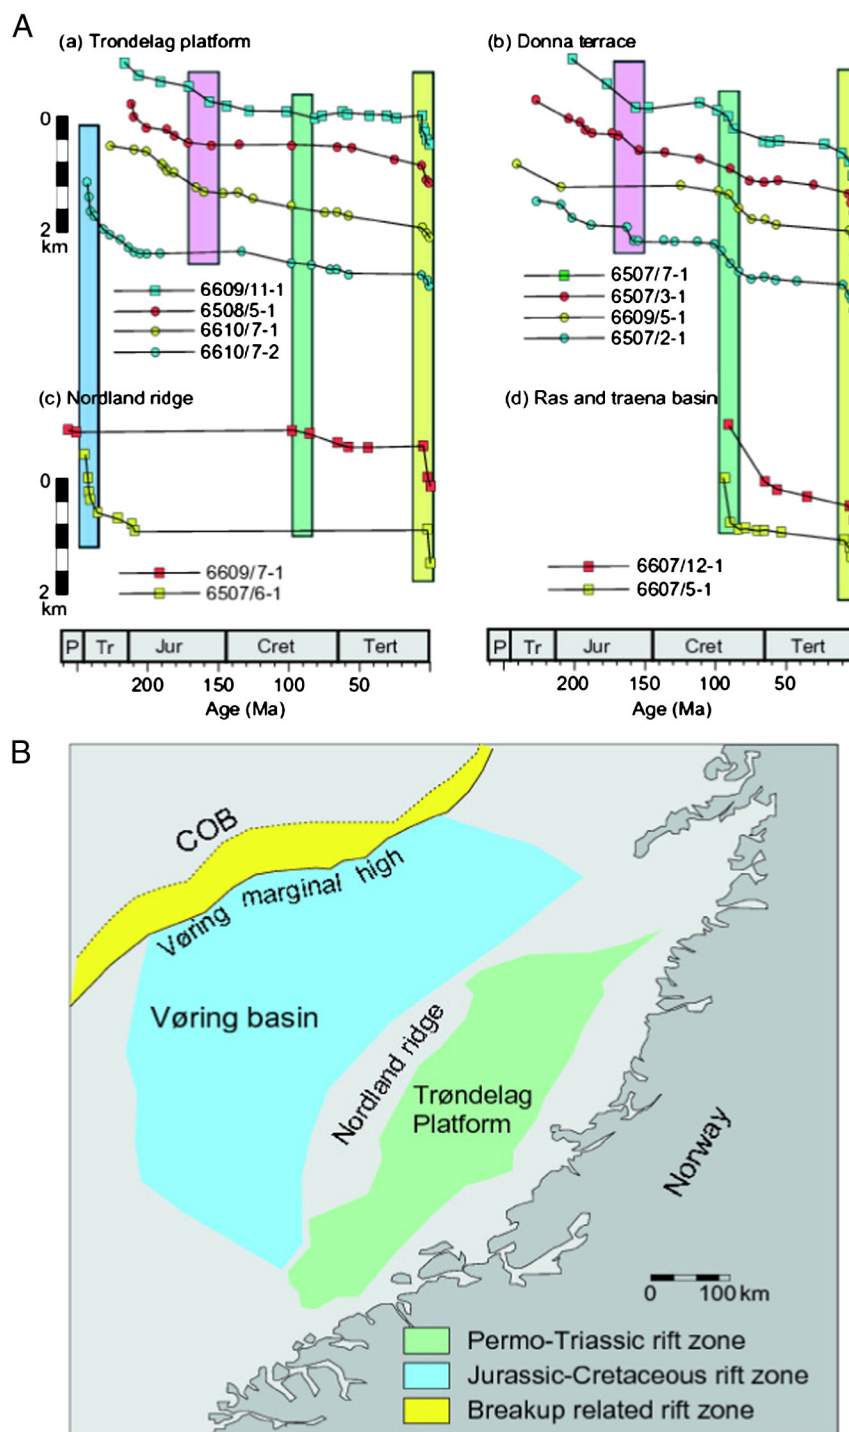 A
(a) Trondelag platform
(b) Donna terrace
0
2
km
6609/11-1
6508/5-1
6610/7-1
6610/7-2
6507/7-1
6507/3-1
6609/5-1
6507/2-1
(c) Nordland ridge
(d) Ras and traena basin
0
2
km
6609/7-1
6507/6-1
6607/12-1
6607/5-1
P Tr Jur Cret Tert
P Tr Jur Cret Tert
200 150 100 50
200 150 100 50
Age (Ma)
Age (Ma)
B
COB
Vøring marginal high
Vøring basin
Nordland ridge
Trøndelag
Platform
Norway
0 100 km
Permo-Triassic rift zone
Jurassic-Cretaceous rift zone
Breakup related rift zone